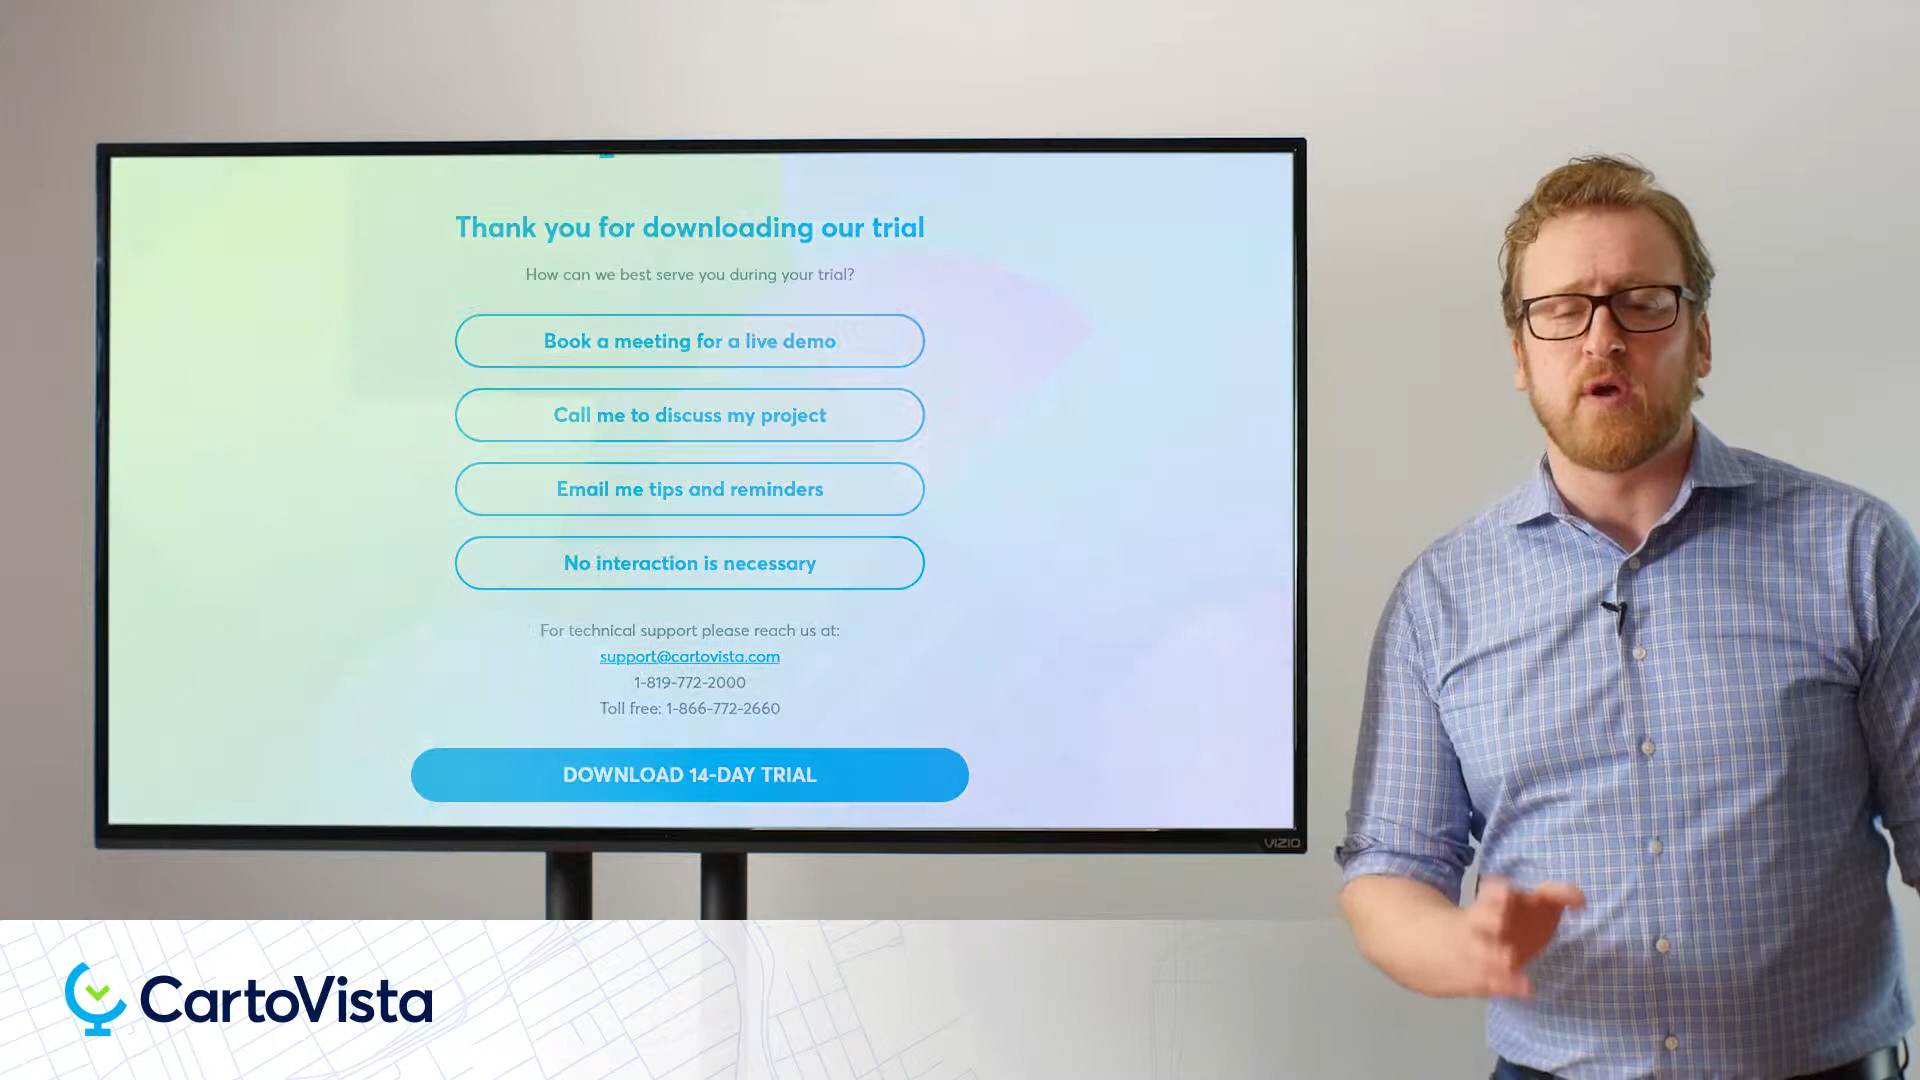 Thank you for downloading our trial
How can we best serve you during your trial?
Book a meeting for a live demo
Call me to discuss my project
Email me tips and reminders
No interaction is necessary
For technical support please reach us at:
support@cartovista.com
1-819-772-2000
Toll free: 1-866-772-2660
DOWNLOAD 14-DAY TRIAL
VIZIO
CartoVista